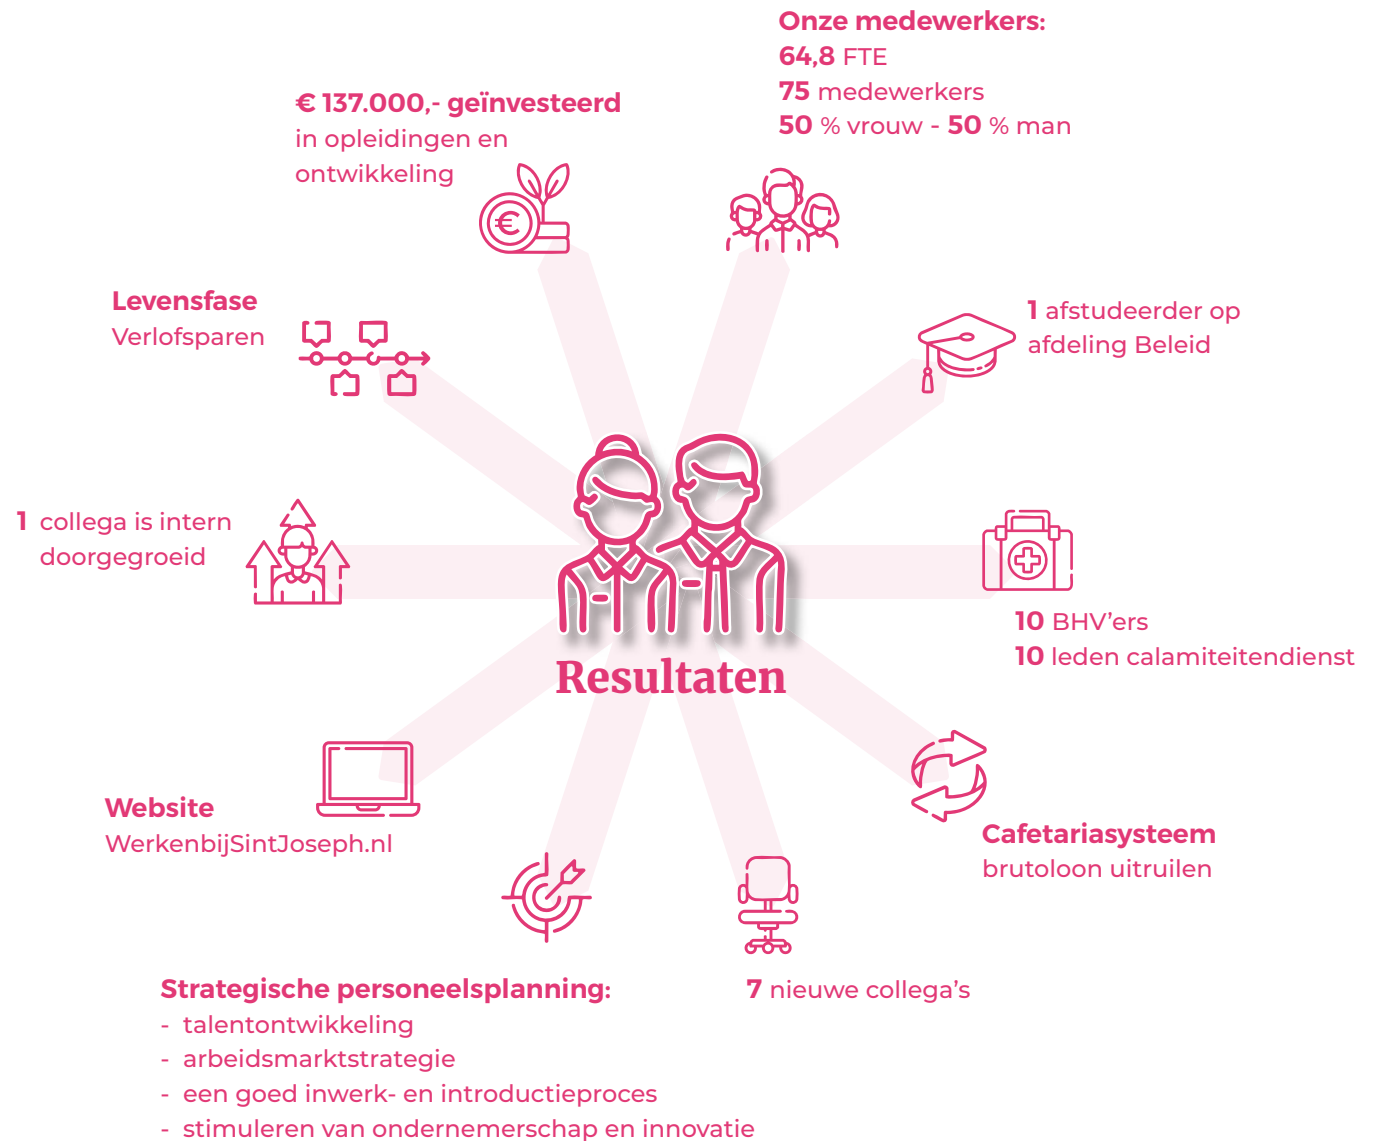 Onze medewerkers:
64,8 FTE
75 medewerkers
50 % vrouw - 50 % man
€ 137.000,- geïnvesteerd
in opleidingen en
ontwikkeling
Levensfase
Verlofsparen
1 afstudeerder op
afdeling Beleid
1 collega is intern
doorgegroeid
10 BHV'ers
10 leden calamiteitendienst
Resultaten
Website
WerkenbijSintJoseph.nl
Cafetariasysteem
brutoloon uitruilen
Strategische personeelsplanning:
- talentontwikkeling
- arbeidsmarktstrategie
- een goed inwerk- en introductieproces
- stimuleren van ondernemerschap en innovatie
7 nieuwe collega's